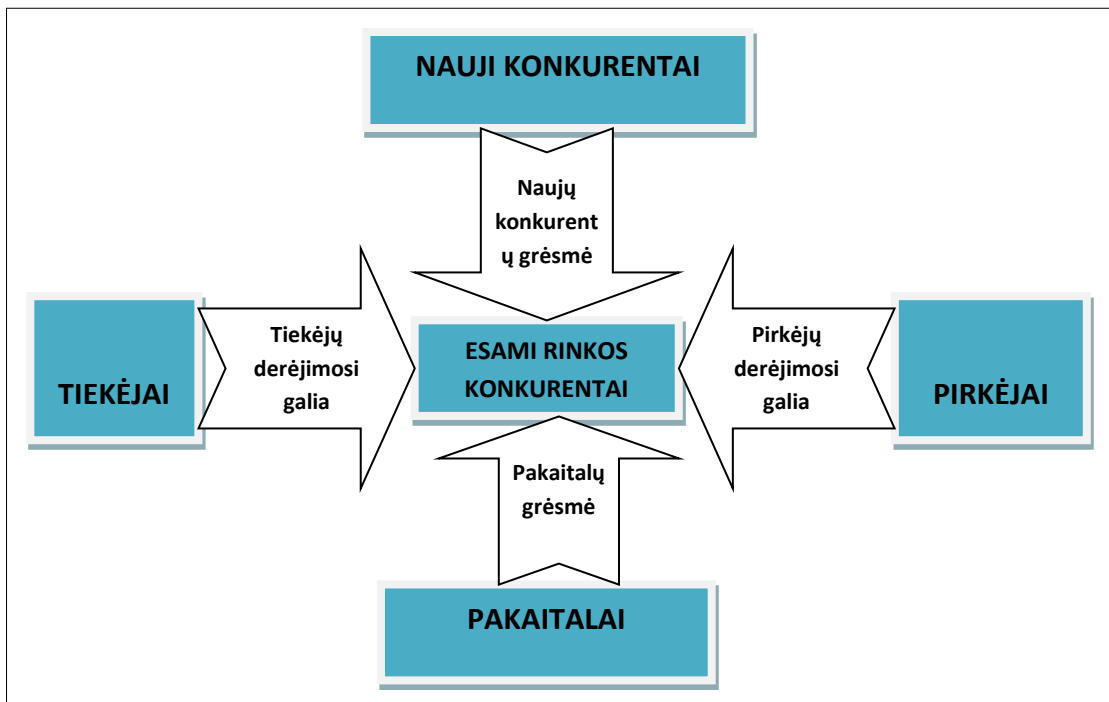 NAUJI KONKURENTAI
Naujų
konkurent
ų grėsmė
TIEKĖJAI
Tiekėjų
derėjimosi
galia
ESAMI RINKOS
KONKURENTAI
Pirkėjų
derėjimosi
galia
PIRKĖJAI
Pakaitalų
grėsmė
PAKAITALAI